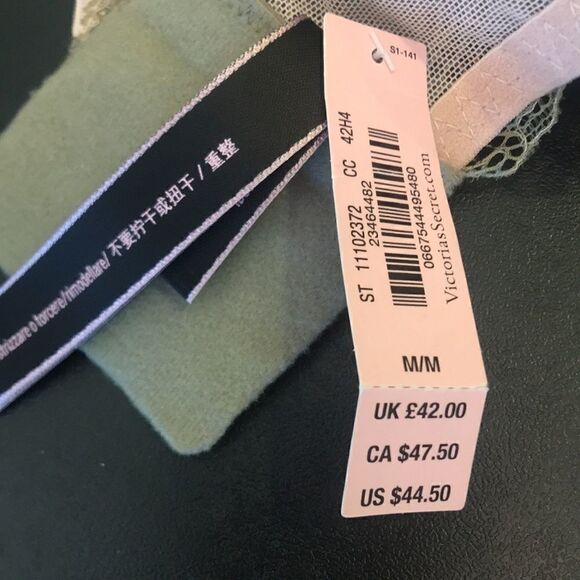 S1-141
ST 11102372 CC 42H4
23464482
0667544495480
VictoriasSecret.com
M/M
UK £42.00
CA $47.50
US $44.50
strizzare o torcere/rimodellare/ 不要拧干或扭干 / 重整